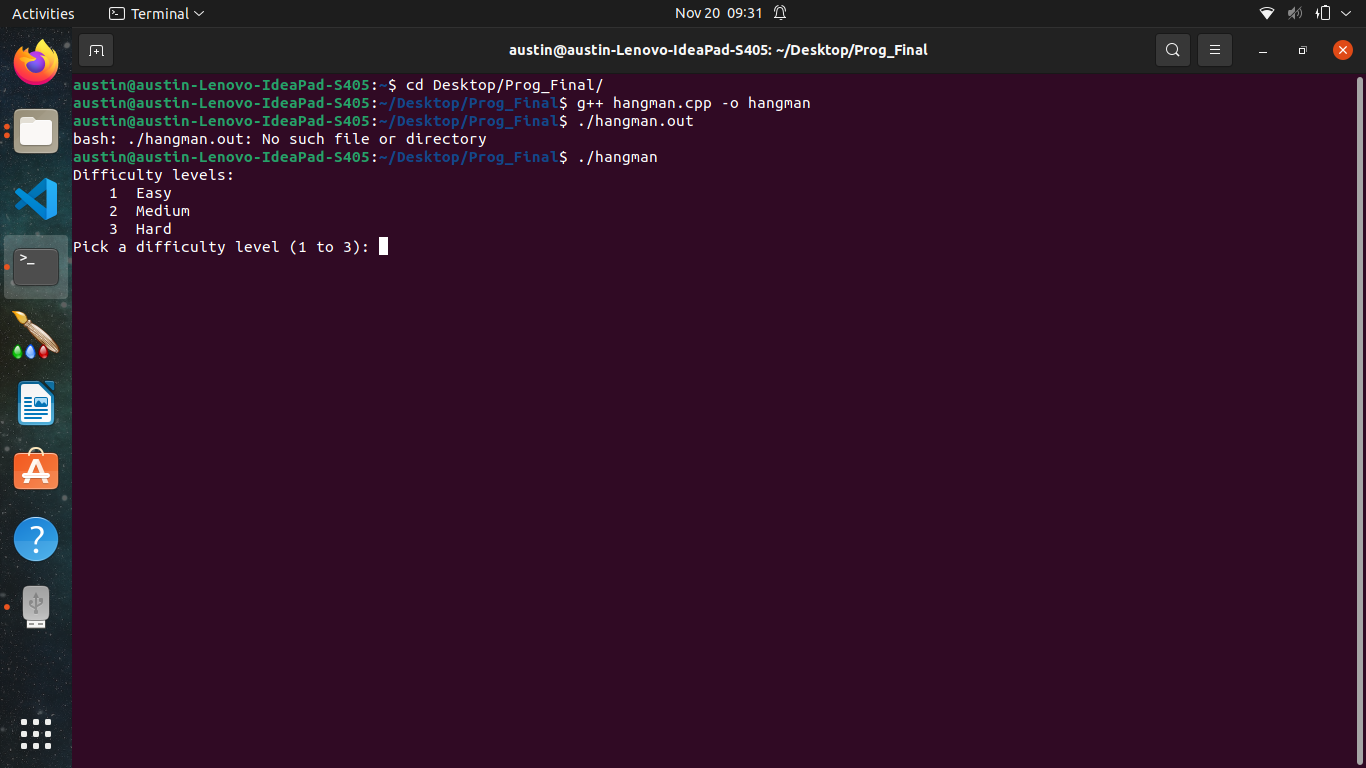 Activities Terminal Nov 20 09:31
austin@austin-Lenovo-IdeaPad-S405: ~/Desktop/Prog_Final
austin@austin-Lenovo-IdeaPad-S405:~$ cd Desktop/Prog_Final/
austin@austin-Lenovo-IdeaPad-S405:~/Desktop/Prog_Final$ g++ hangman.cpp -o hangman
austin@austin-Lenovo-IdeaPad-S405:~/Desktop/Prog_Final$ ./hangman.out
bash: ./hangman.out: No such file or directory
austin@austin-Lenovo-IdeaPad-S405:~/Desktop/Prog_Final$ ./hangman
Difficulty levels:
    1  Easy
    2  Medium
    3  Hard
Pick a difficulty level (1 to 3):